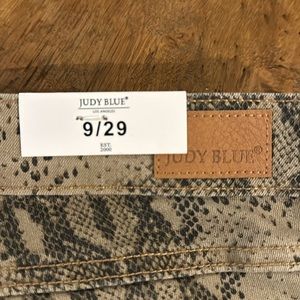 JUDY BLUE®
LOS ANGELES
9/29
EST.
2000
JUDY BLUE®